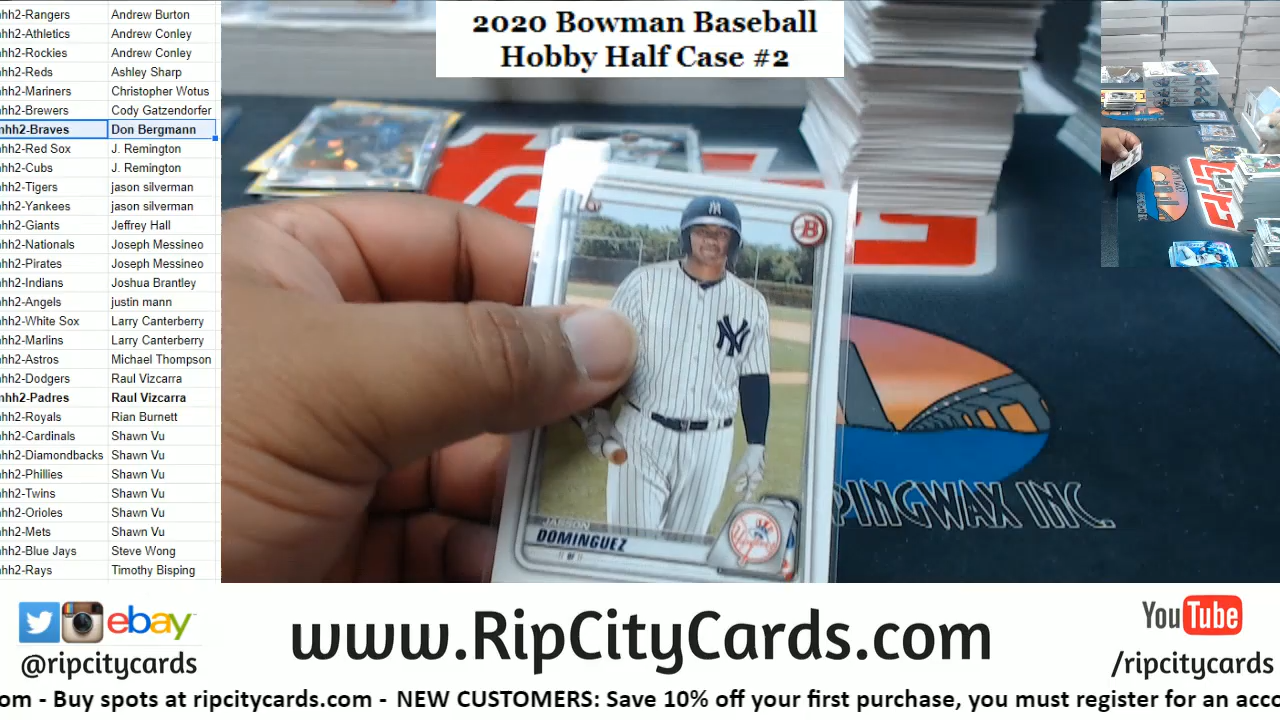 hh2-Rangers Andrew Burton
hh2-Athletics Andrew Conley
hh2-Rockies Andrew Conley
hh2-Reds Ashley Sharp
hh2-Mariners Christopher Wotus
hh2-Brewers Cody Gatzendorfer
hh2-Braves Don Bergmann
hh2-Red Sox J. Remington
hh2-Cubs J. Remington
hh2-Tigers jason silverman
hh2-Yankees jason silverman
hh2-Giants Jeffrey Hall
hh2-Nationals Joseph Messineo
hh2-Pirates Joseph Messineo
hh2-Indians Joshua Brantley
hh2-Angels justin mann
hh2-White Sox Larry Canterberry
hh2-Marlins Larry Canterberry
hh2-Astros Michael Thompson
hh2-Dodgers Raul Vizcarra
hh2-Padres Raul Vizcarra
hh2-Royals Rian Burnett
hh2-Cardinals Shawn Vu
hh2-Diamondbacks Shawn Vu
hh2-Phillies Shawn Vu
hh2-Twins Shawn Vu
hh2-Orioles Shawn Vu
hh2-Mets Shawn Vu
hh2-Blue Jays Steve Wong
hh2-Rays Timothy Bisping
2020 Bowman Baseball
Hobby Half Case #2
B
NY
NY
JASSON
DOMINGUEZ
OF
Yankees
PINGWAX INC.
ebay
@ripcitycards
www.RipCityCards.com
YouTube
/ripcitycards
om - Buy spots at ripcitycards.com - NEW CUSTOMERS: Save 10% off your first purchase, you must register for an acco